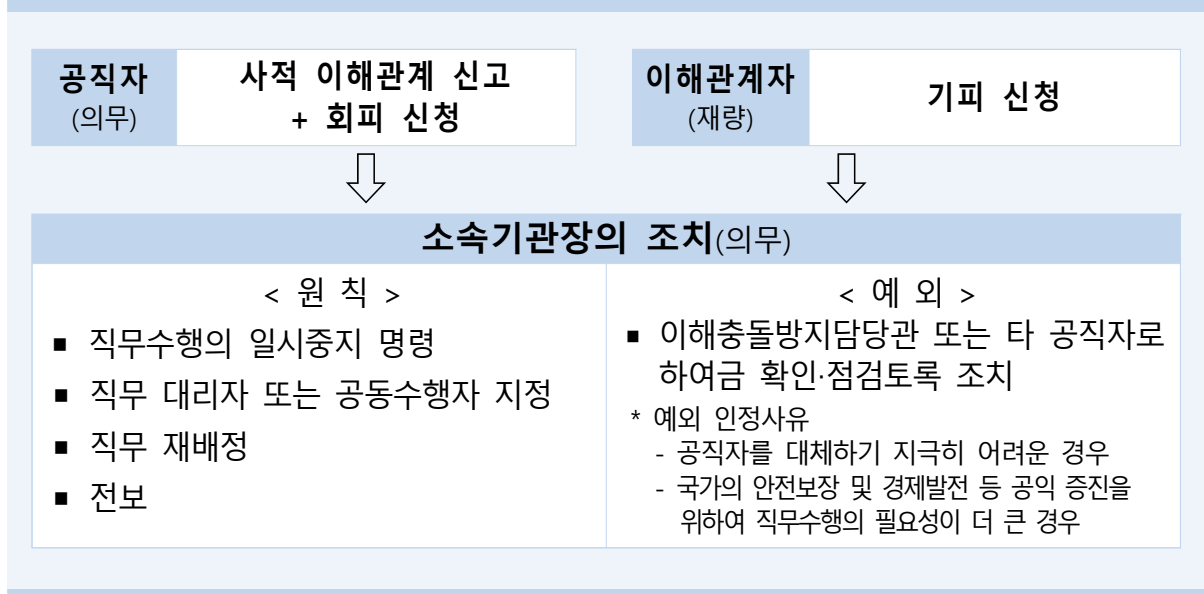 공직자
(의무)
사적 이해관계 신고
+ 회피 신청
이해관계자
(재량)
기피 신청
소속기관장의 조치(의무)
< 원 칙 >
■ 직무수행의 일시중지 명령
■ 직무 대리자 또는 공동수행자 지정
■ 직무 재배정
■ 전보
< 예 외 >
■ 이해충돌방지담당관 또는 타 공직자로
하여금 확인·점검토록 조치
* 예외 인정사유
- 공직자를 대체하기 지극히 어려운 경우
- 국가의 안전보장 및 경제발전 등 공익 증진을
위하여 직무수행의 필요성이 더 큰 경우